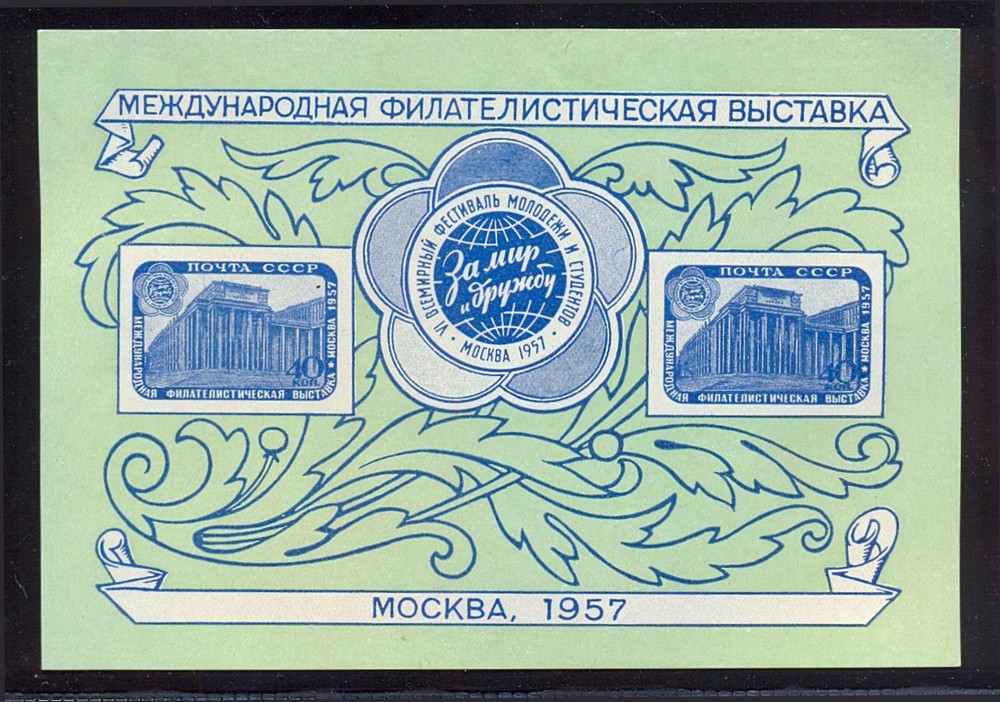 МЕЖДУНАРОДНАЯ ФИЛАТЕЛИСТИЧЕСКАЯ ВЫСТАВКА
VI ВСЕМИРНЫЙ ФЕСТИВАЛЬ МОЛОДЕЖИ И СТУДЕНТОВ
За мир
и дружбу
• МОСКВА 1957 •
ПОЧТА СССР
40
КОП.
МЕЖДУНАРОДНАЯ ФИЛАТЕЛИСТИЧЕСКАЯ ВЫСТАВКА ★ МОСКВА 1957
ПОЧТА СССР
40
КОП.
МЕЖДУНАРОДНАЯ ФИЛАТЕЛИСТИЧЕСКАЯ ВЫСТАВКА ★ МОСКВА 1957
МОСКВА, 1957